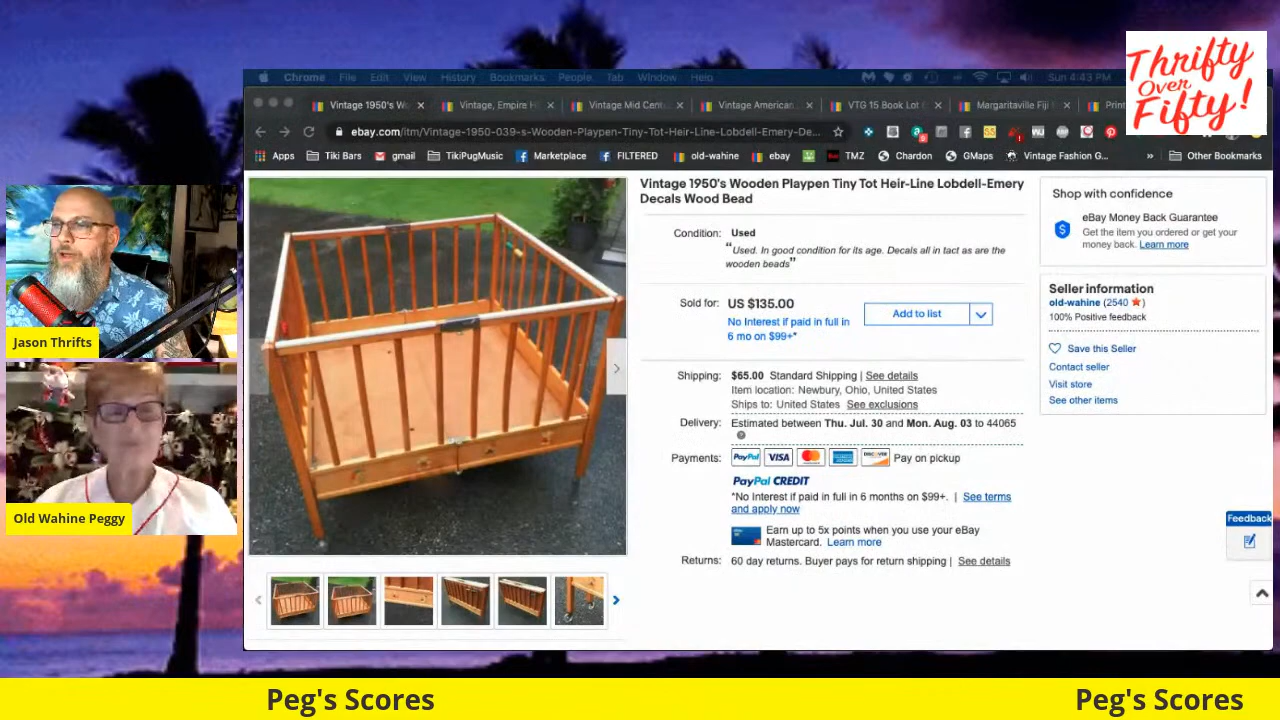 Thrifty
Over
Fifty!
Chrome File Edit View History Bookmarks People Tab Window Help Sun 4:43 PM
Vintage 1950's Wo
Vintage, Empire H
Vintage Mid Centu
Vintage American
VTG 15 Book Lot
Margaritaville Fiji
Prin
ebay.com/itm/Vintage-1950-039-s-Wooden-Playpen-Tiny-Tot-Heir-Line-Lobdell-Emery-De...
Apps Tiki Bars gmail TikiPugMusic Marketplace FILTERED old-wahine ebay TMZ Chardon GMaps Vintage Fashion G... » Other Bookmarks
Vintage 1950's Wooden Playpen Tiny Tot Heir-Line Lobdell-Emery
Decals Wood Bead
Condition: Used
"Used. In good condition for its age. Decals all in tact as are the
wooden beads"
Sold for: US $135.00
No Interest if paid in full in
6 mo on $99+*
Add to list
Shipping: $65.00 Standard Shipping | See details
Item location: Newbury, Ohio, United States
Ships to: United States See exclusions
Delivery: Estimated between Thu. Jul. 30 and Mon. Aug. 03 to 44065
Payments: PayPal VISA Pay on pickup
PayPal CREDIT
*No Interest if paid in full in 6 months on $99+. | See terms
and apply now
Earn up to 5x points when you use your eBay
Mastercard. Learn more
Returns: 60 day returns. Buyer pays for return shipping | See details
Shop with confidence
eBay Money Back Guarantee
Get the item you ordered or get your
money back. Learn more
Seller information
old-wahine (2540)
100% Positive feedback
Save this Seller
Contact seller
Visit store
See other items
Feedback
Jason Thrifts
Old Wahine Peggy
Peg's Scores
Peg's Scores